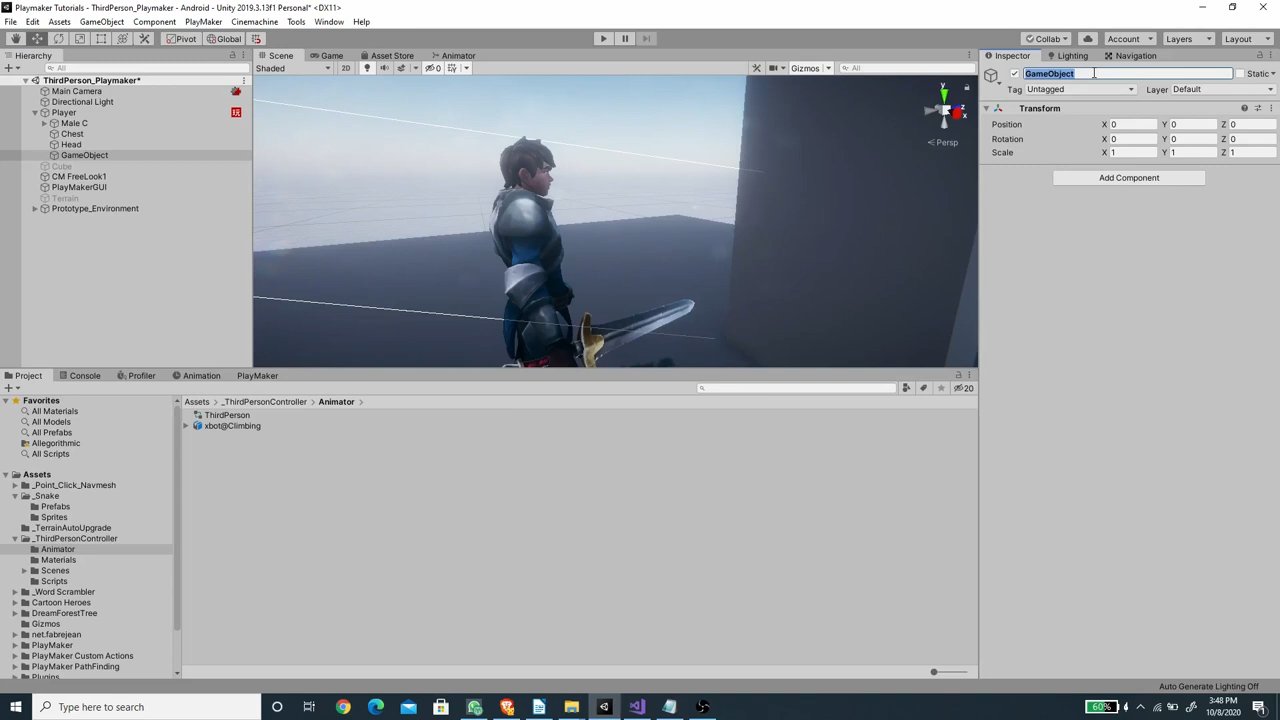 Playmaker Tutorials - ThirdPerson_Playmaker - Android - Unity 2019.3.13f1 Personal* <DX11>
File Edit Assets GameObject Component PlayMaker Cinemachine Tools Window Help
Pivot Global Collab Account Layers Layout
Hierarchy
All
ThirdPerson_Playmaker*
Main Camera
Directional Light
Player
Male C
Chest
Head
GameObject
Cube
CM FreeLook1
PlayMakerGUI
Terrain
Prototype_Environment
Scene Game Asset Store Animator
Shaded 2D 0 Gizmos All
y
z
x
Persp
Inspector Lighting Navigation
GameObject Static
Tag Untagged Layer Default
Transform
Position X 0 Y 0 Z 0
Rotation X 0 Y 0 Z 0
Scale X 1 Y 1 Z 1
Add Component
Project Console Profiler Animation PlayMaker
20
Favorites
All Materials
All Models
All Prefabs
Allegorithmic
All Scripts
Assets
_Point_Click_Navmesh
_Snake
Prefabs
Sprites
_TerrainAutoUpgrade
_ThirdPersonController
Animator
Materials
Scenes
Scripts
_Word Scrambler
Cartoon Heroes
DreamForestTree
Gizmos
net.fabrejean
PlayMaker
PlayMaker Custom Actions
PlayMaker PathFinding
Plugins
Assets > _ThirdPersonController > Animator >
ThirdPerson
xbot@Climbing
Auto Generate Lighting Off
Type here to search
60%
3:48 PM
10/8/2020